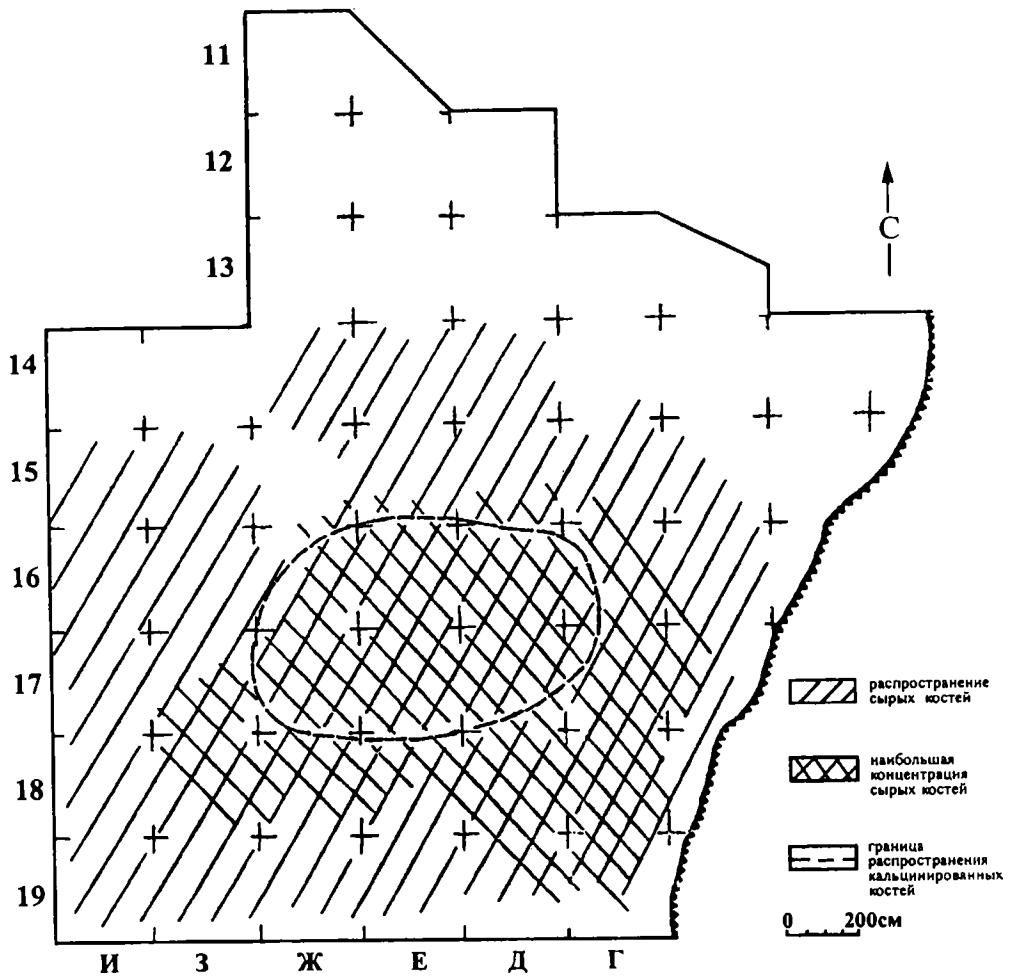 11
12
13
С
14
15
16
17
18
19
И З Ж Е Д Г
распространение
сырых костей
наибольшая
концентрация
сырых костей
граница
распространения
кальцинированных
костей
0 200см